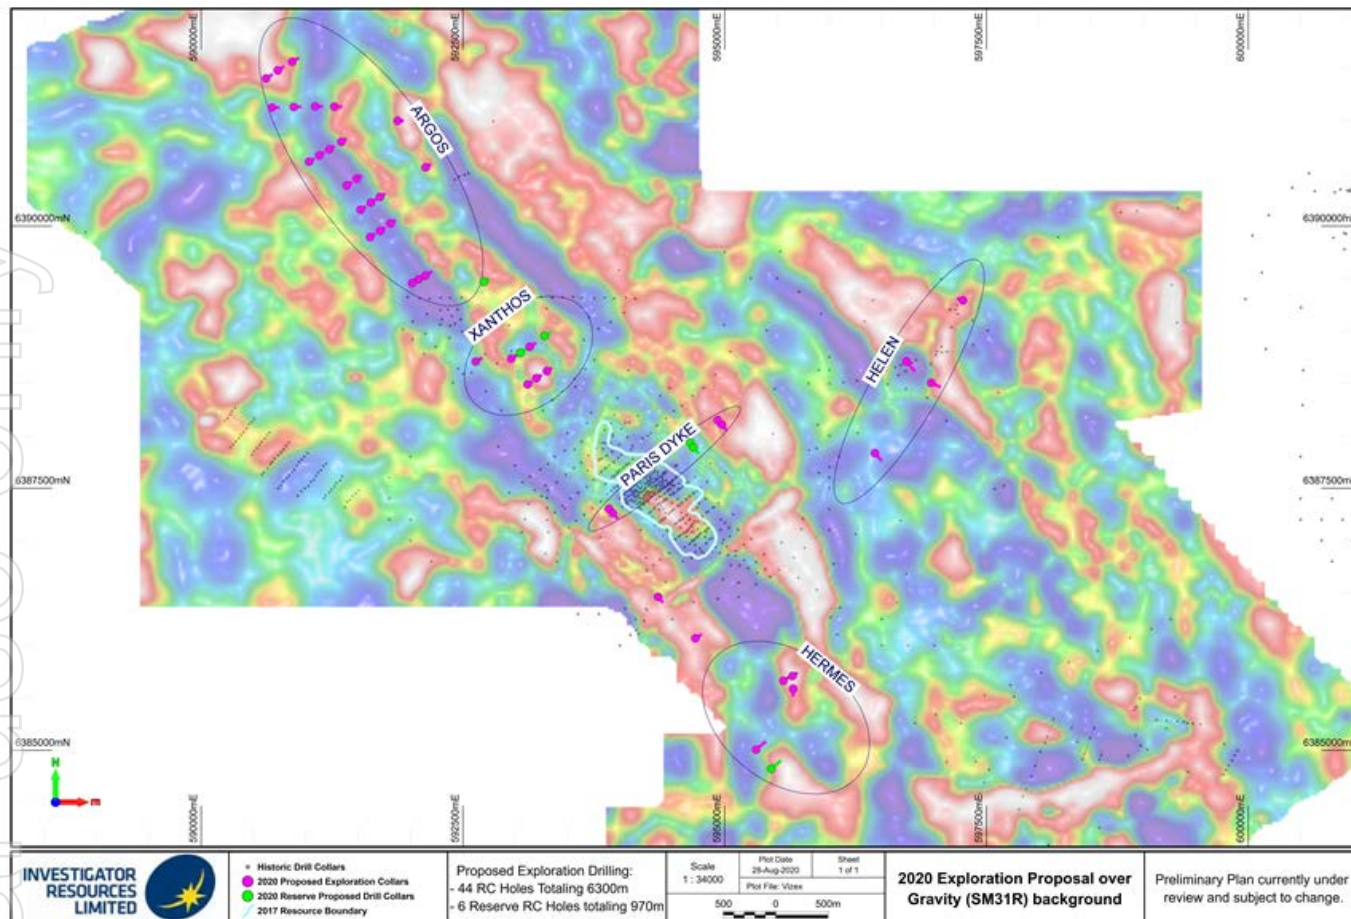 590000mE
592500mE
595000mE
597500mE
600000mE
ARGOS
6390000mN
6390000mN
XANTHOS
HELEN
PARIS DYKE
6387500mN
6387500mN
HERMES
6385000mN
6385000mN
N
590000mE
592500mE
595000mE
597500mE
600000mE
INVESTIGATOR
RESOURCES
LIMITED
Historic Drill Collars
2020 Proposed Exploration Collars
2020 Reserve Proposed Drill Collars
2017 Resource Boundary
Proposed Exploration Drilling:
- 44 RC Holes Totaling 6300m
- 6 Reserve RC Holes totaling 970m
Scale
1 : 34000
Plot Date
28-Aug-2020
Sheet
1 of 1
Plot File: Vizex
500 0 500m
2020 Exploration Proposal over
Gravity (SM31R) background
Preliminary Plan currently under
review and subject to change.